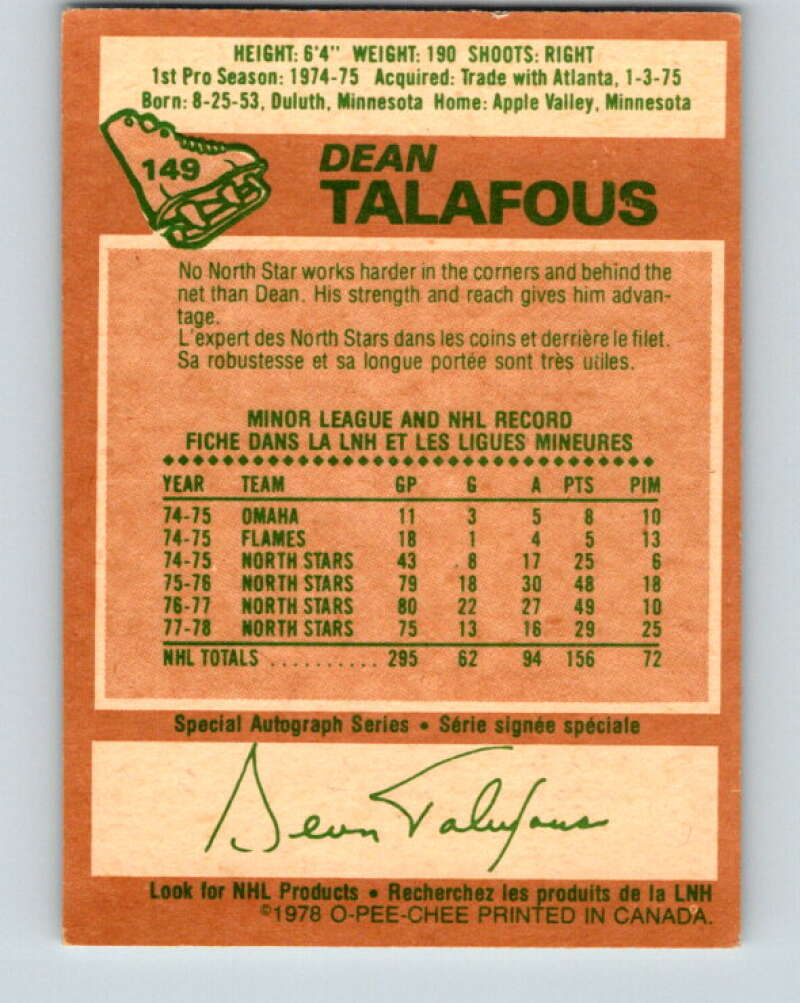 HEIGHT: 6'4" WEIGHT: 190 SHOOTS: RIGHT
1st Pro Season: 1974-75 Acquired: Trade with Atlanta, 1-3-75
Born: 8-25-53, Duluth, Minnesota Home: Apple Valley, Minnesota
149
DEAN
TALAFOUS
No North Star works harder in the corners and behind the
net than Dean. His strength and reach gives him advan-
tage.
L'expert des North Stars dans les coins et derrière le filet.
Sa robustesse et sa longue portée sont très utiles.
MINOR LEAGUE AND NHL RECORD
FICHE DANS LA LNH ET LES LIGUES MINEURES
YEAR TEAM GP G A PTS PIM
74-75 OMAHA 11 3 5 8 10
74-75 FLAMES 18 1 4 5 13
74-75 NORTH STARS 43 8 17 25 6
75-76 NORTH STARS 79 18 30 48 18
76-77 NORTH STARS 80 22 27 49 10
77-78 NORTH STARS 75 13 16 29 25
NHL TOTALS .......... 295 62 94 156 72
Special Autograph Series • Série signée spéciale
Dean Talafous
Look for NHL Products • Recherchez les produits de la LNH
©1978 O-PEE-CHEE PRINTED IN CANADA.